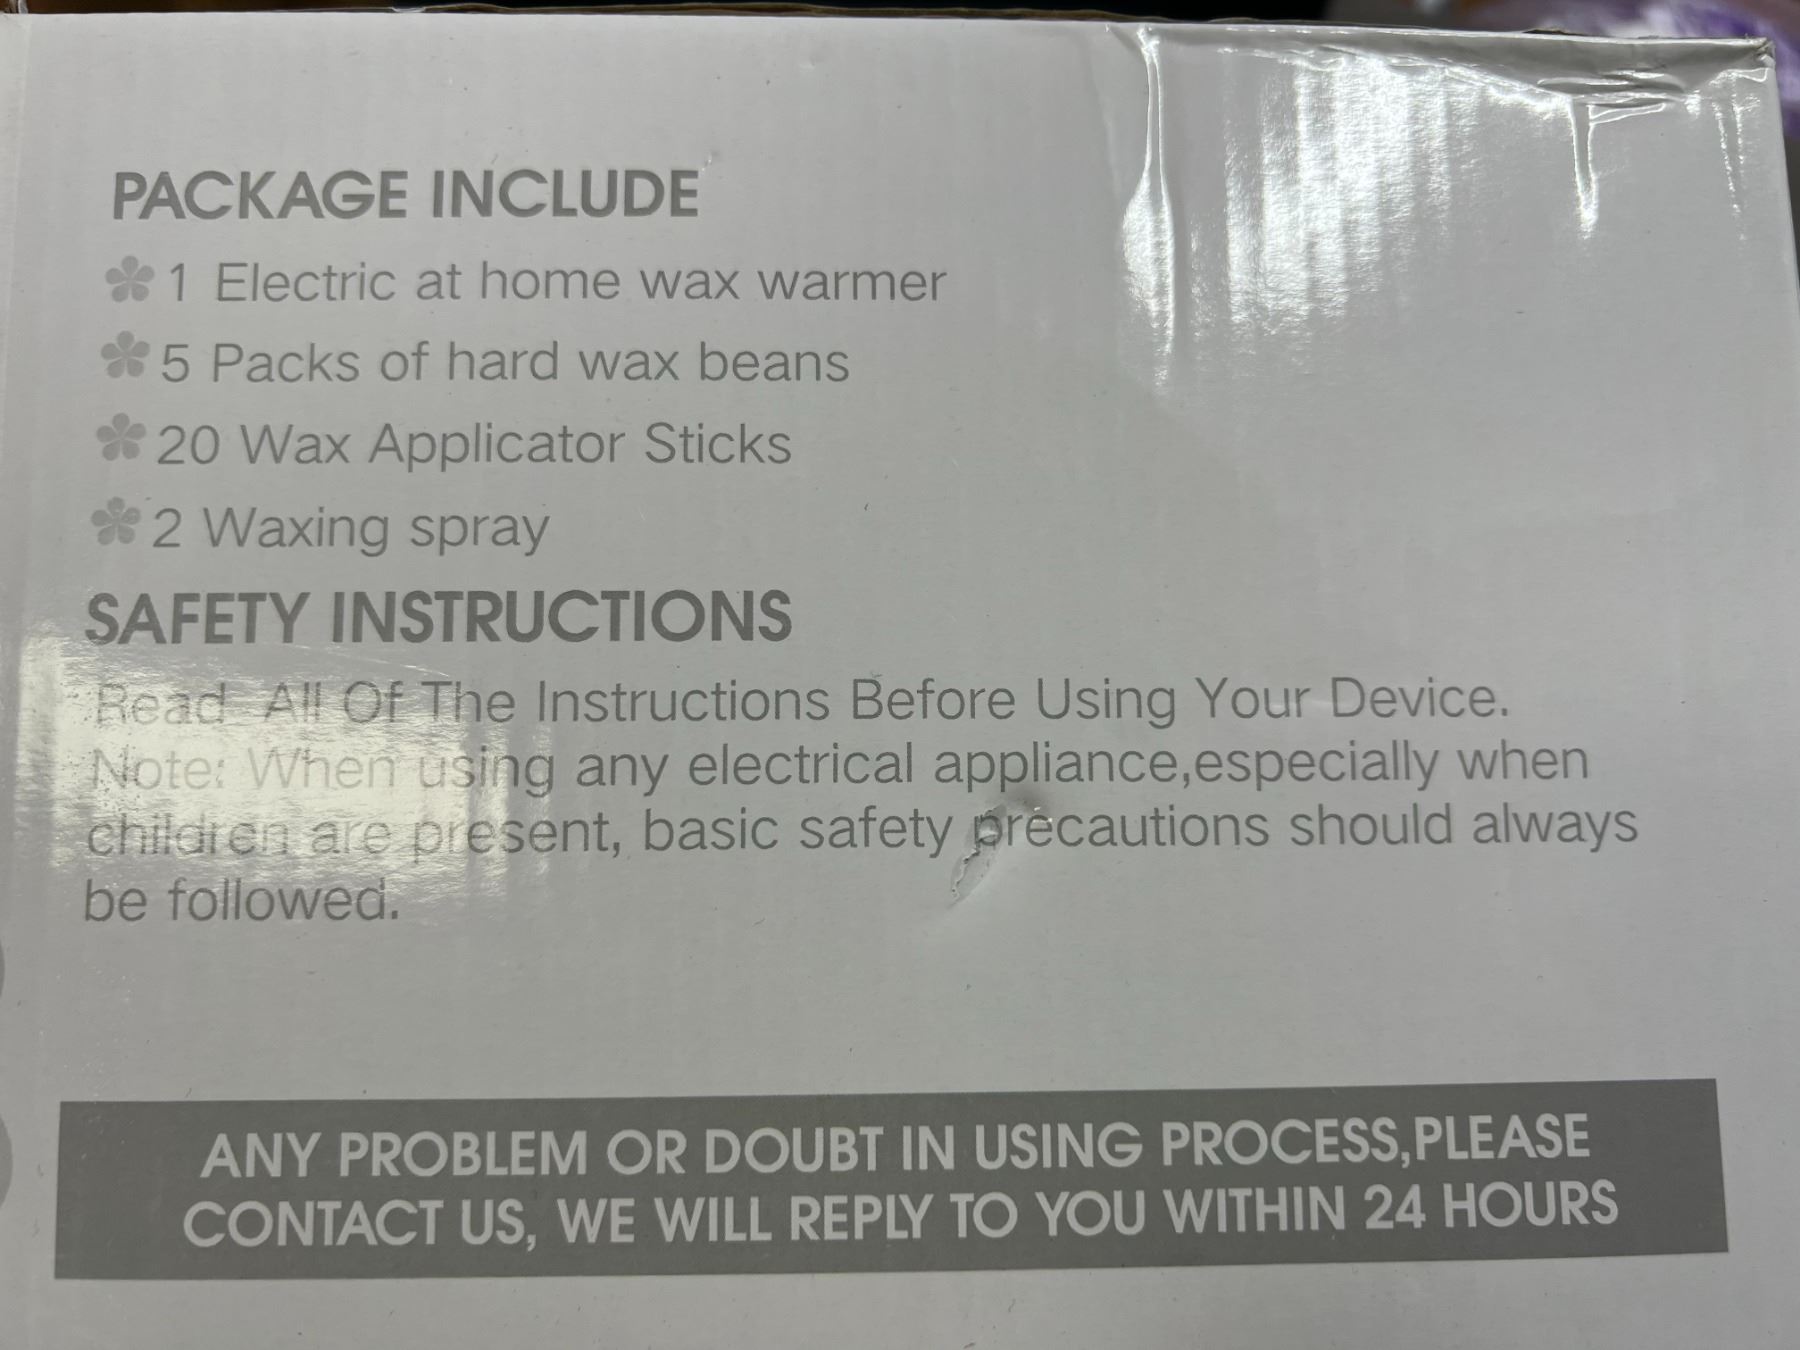 PACKAGE INCLUDE
1 Electric at home wax warmer
5 Packs of hard wax beans
20 Wax Applicator Sticks
2 Waxing spray
SAFETY INSTRUCTIONS
Read All Of The Instructions Before Using Your Device.
Note: When using any electrical appliance,especially when
children are present, basic safety precautions should always
be followed.
ANY PROBLEM OR DOUBT IN USING PROCESS,PLEASE
CONTACT US, WE WILL REPLY TO YOU WITHIN 24 HOURS